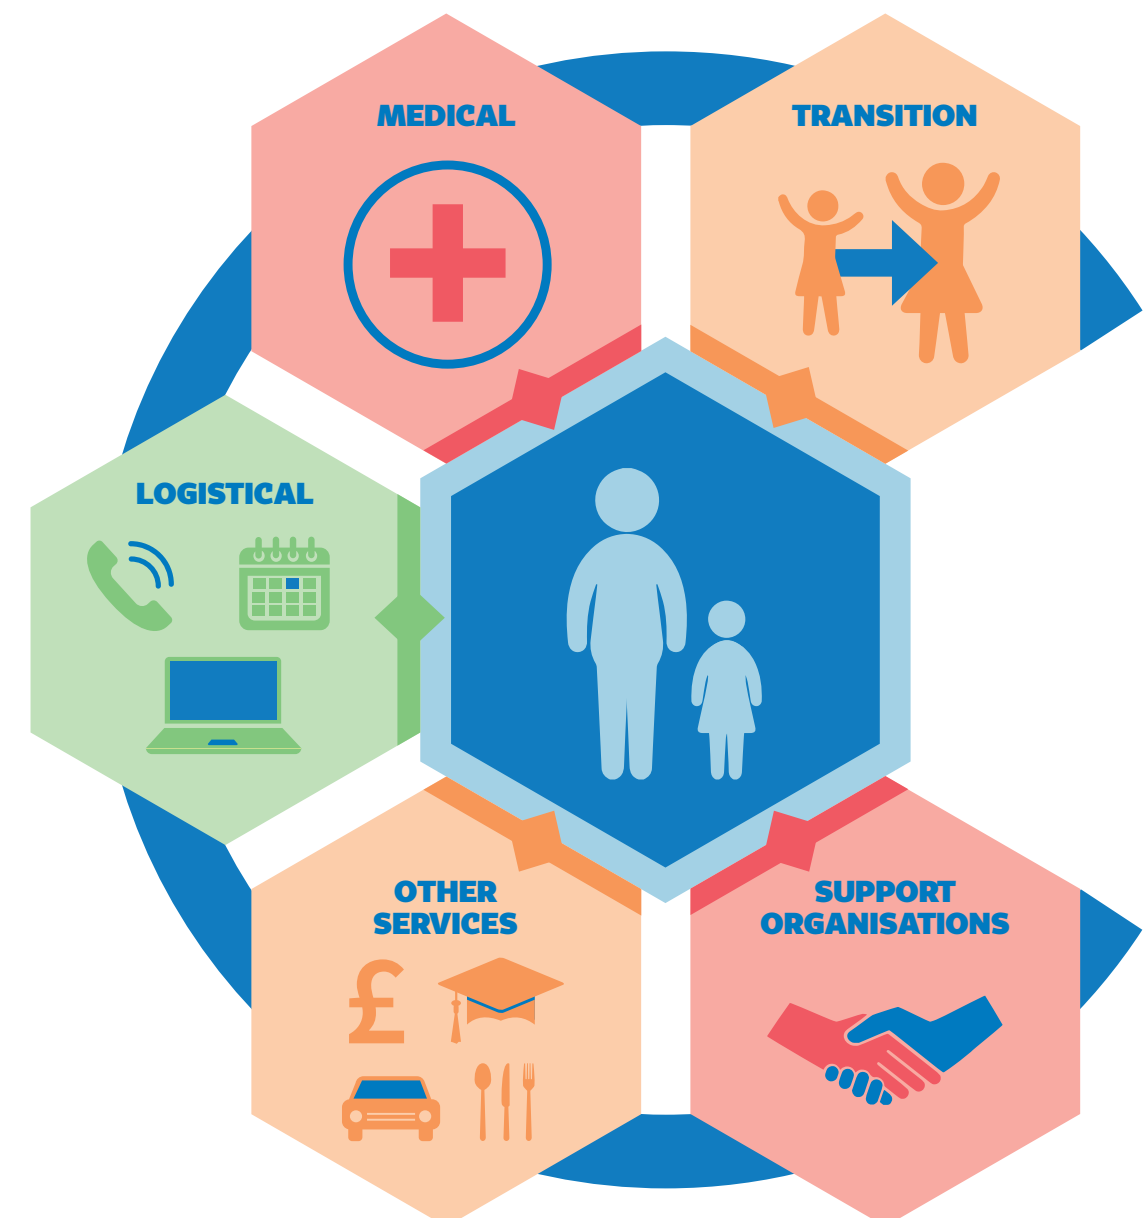 MEDICAL
TRANSITION
LOGISTICAL
OTHER
SERVICES
£
SUPPORT
ORGANISATIONS